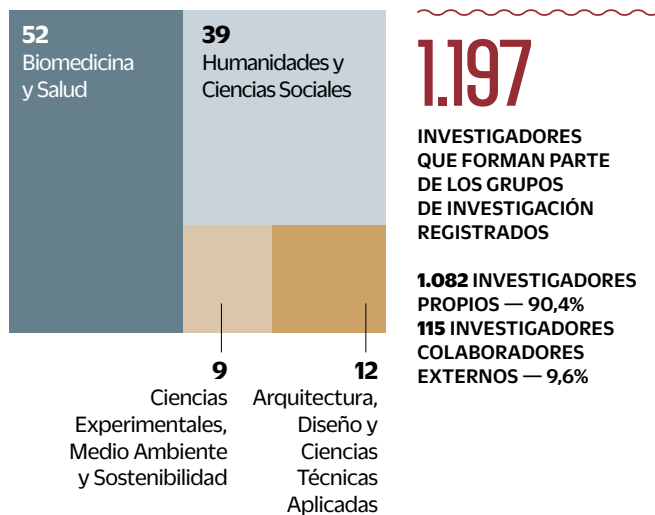 52
Biomedicina
y Salud
39
Humanidades y
Ciencias Sociales
9
Ciencias
Experimentales,
Medio Ambiente
y Sostenibilidad
12
Arquitectura,
Diseño y
Ciencias
Técnicas
Aplicadas
1.197
INVESTIGADORES
QUE FORMAN PARTE
DE LOS GRUPOS
DE INVESTIGACIÓN
REGISTRADOS
1.082 INVESTIGADORES
PROPIOS — 90,4%
115 INVESTIGADORES
COLABORADORES
EXTERNOS — 9,6%